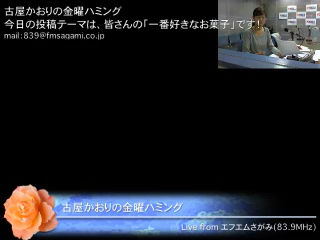 古屋かおりの金曜ハミング
今日の投稿テーマは、皆さんの「一番好きなお菓子」です!
mail:839@fmsagami.co.jp
古屋かおりの金曜ハミング
Live from エフエムさがみ(83.9MHz)